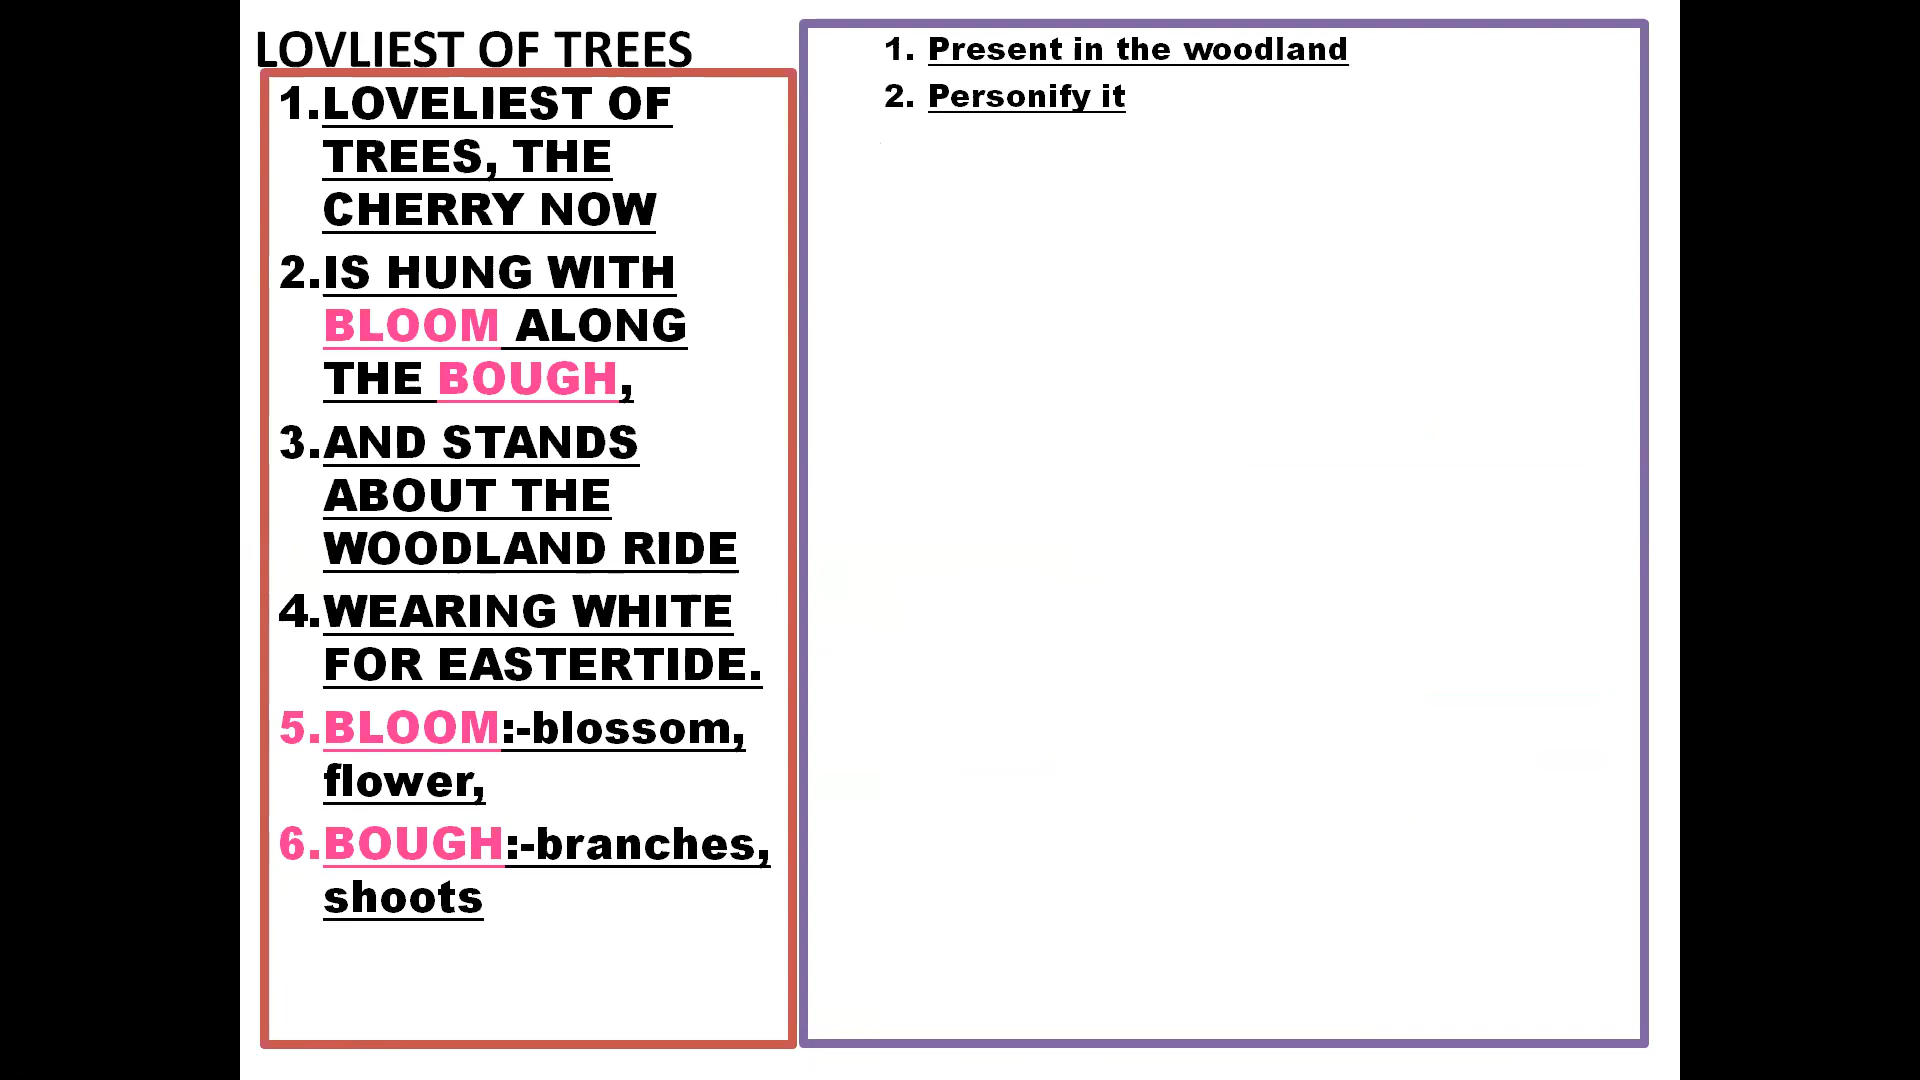 LOVLIEST OF TREES
1.LOVELIEST OF
TREES, THE
CHERRY NOW
2.IS HUNG WITH
BLOOM ALONG
THE BOUGH,
3.AND STANDS
ABOUT THE
WOODLAND RIDE
4.WEARING WHITE
FOR EASTERTIDE.
5.BLOOM:-blossom,
flower,
6.BOUGH:-branches,
shoots
1. Present in the woodland
2. Personify it